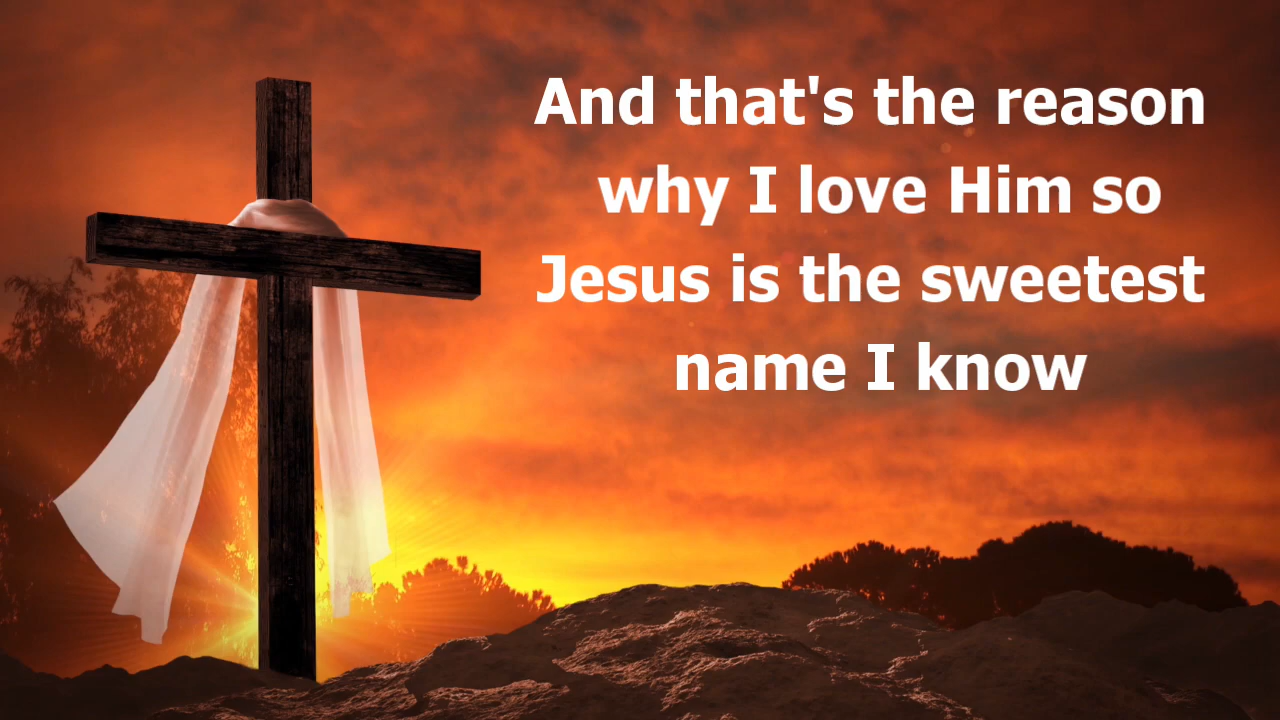 And that's the reason
why I love Him so
Jesus is the sweetest
name I know